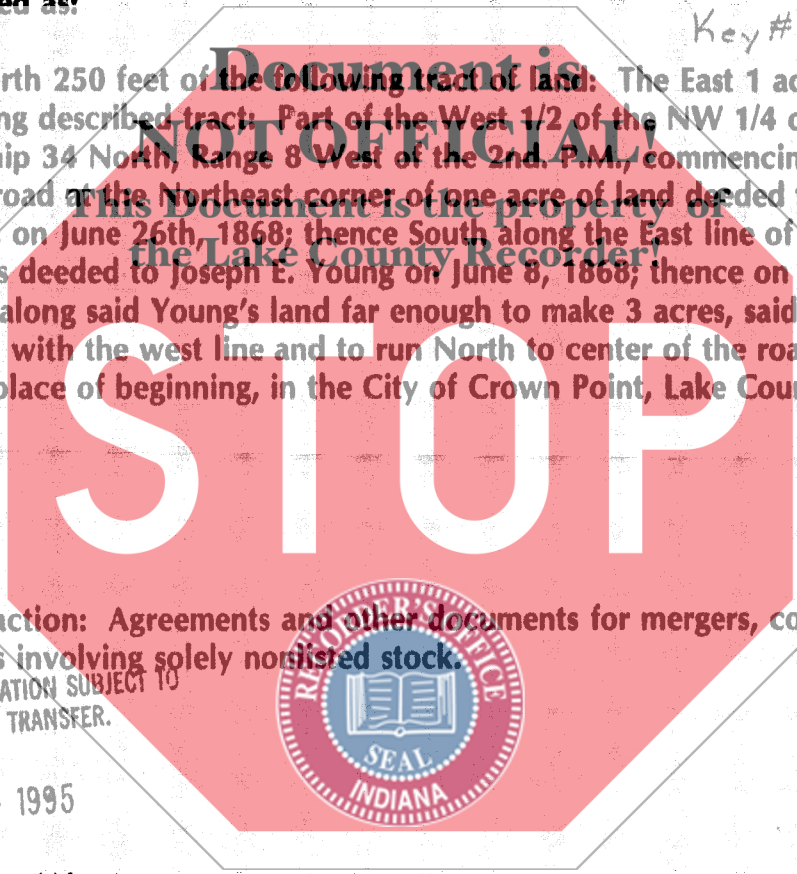 ed as:
Key #
Document is
rth 250 feet of the following tract of land: The East 1 ac
ng described tract: Part of the West 1/2 of the NW 1/4 o
NOT OFFICIAL!
ip 34 North, Range 8 West of the 2nd. P.M., commencin
road at the Northeast corner of one acre of land deeded
This Document is the property of
on June 26th, 1868; thence South along the East line of
the Lake County Recorder!
s deeded to Joseph E. Young on June 8, 1868; thence on
along said Young's land far enough to make 3 acres, said
with the west line and to run North to center of the roa
place of beginning, in the City of Crown Point, Lake Cou
STOP
action: Agreements and other documents for mergers, co
s involving solely nonlisted stock.
ATION SUBJECT TO
TRANSFER.
RECORDER'S OFFICE
SEAL
INDIANA
1995